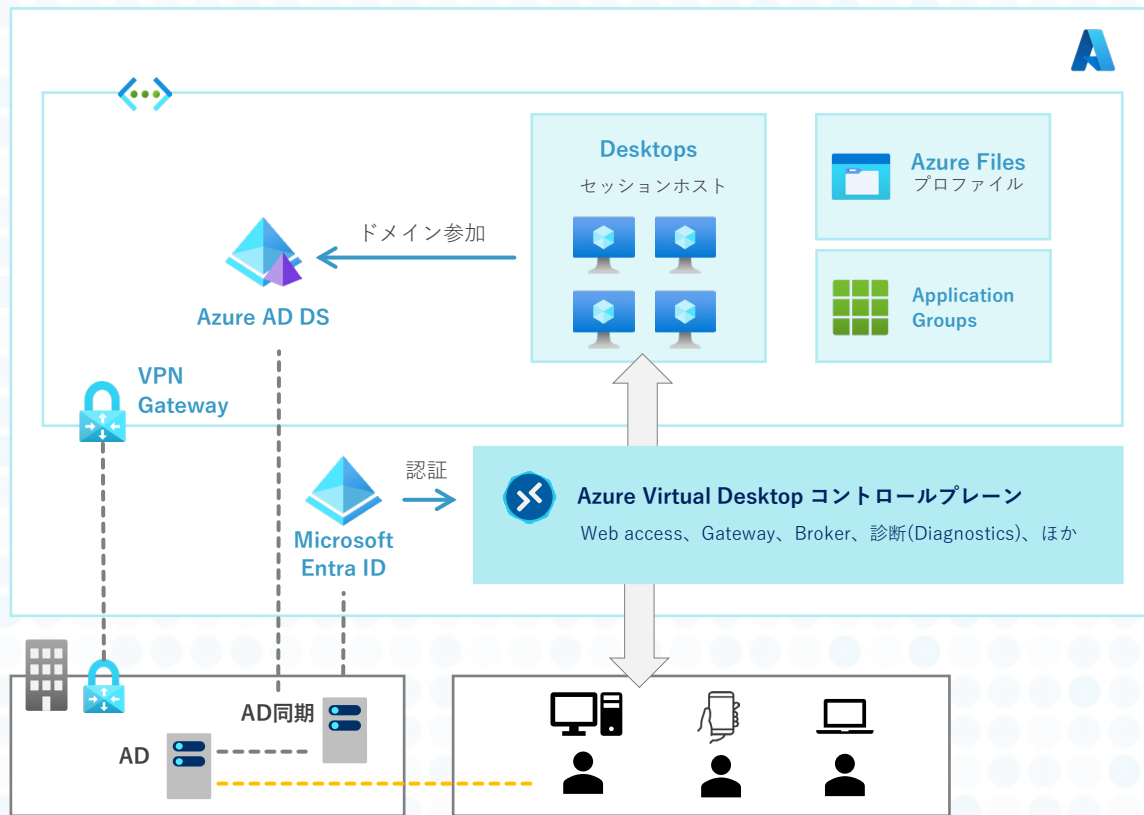 Desktops
セッションホスト
Azure Files
プロファイル
ドメイン参加
Azure AD DS
Application
Groups
VPN
Gateway
認証
Microsoft
Entra ID
Azure Virtual Desktop コントロールプレーン
Web access、Gateway、Broker、診断(Diagnostics)、ほか
AD同期
AD